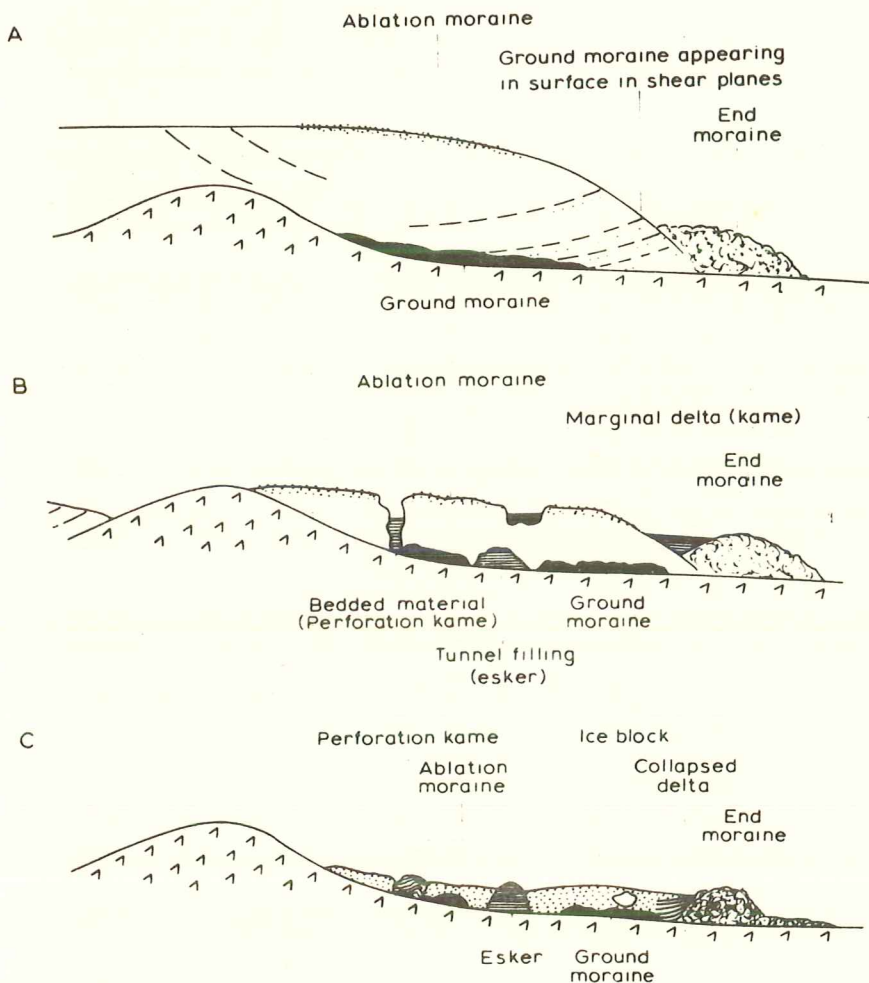 A
Ablation moraine
Ground moraine appearing
in surface in shear planes
End
moraine
Ground moraine
B
Ablation moraine
Marginal delta (kame)
End
moraine
Bedded material
(Perforation kame)
Ground
moraine
Tunnel filling
(esker)
C
Perforation kame
Ice block
Ablation
moraine
Collapsed
delta
End
moraine
Esker
Ground
moraine